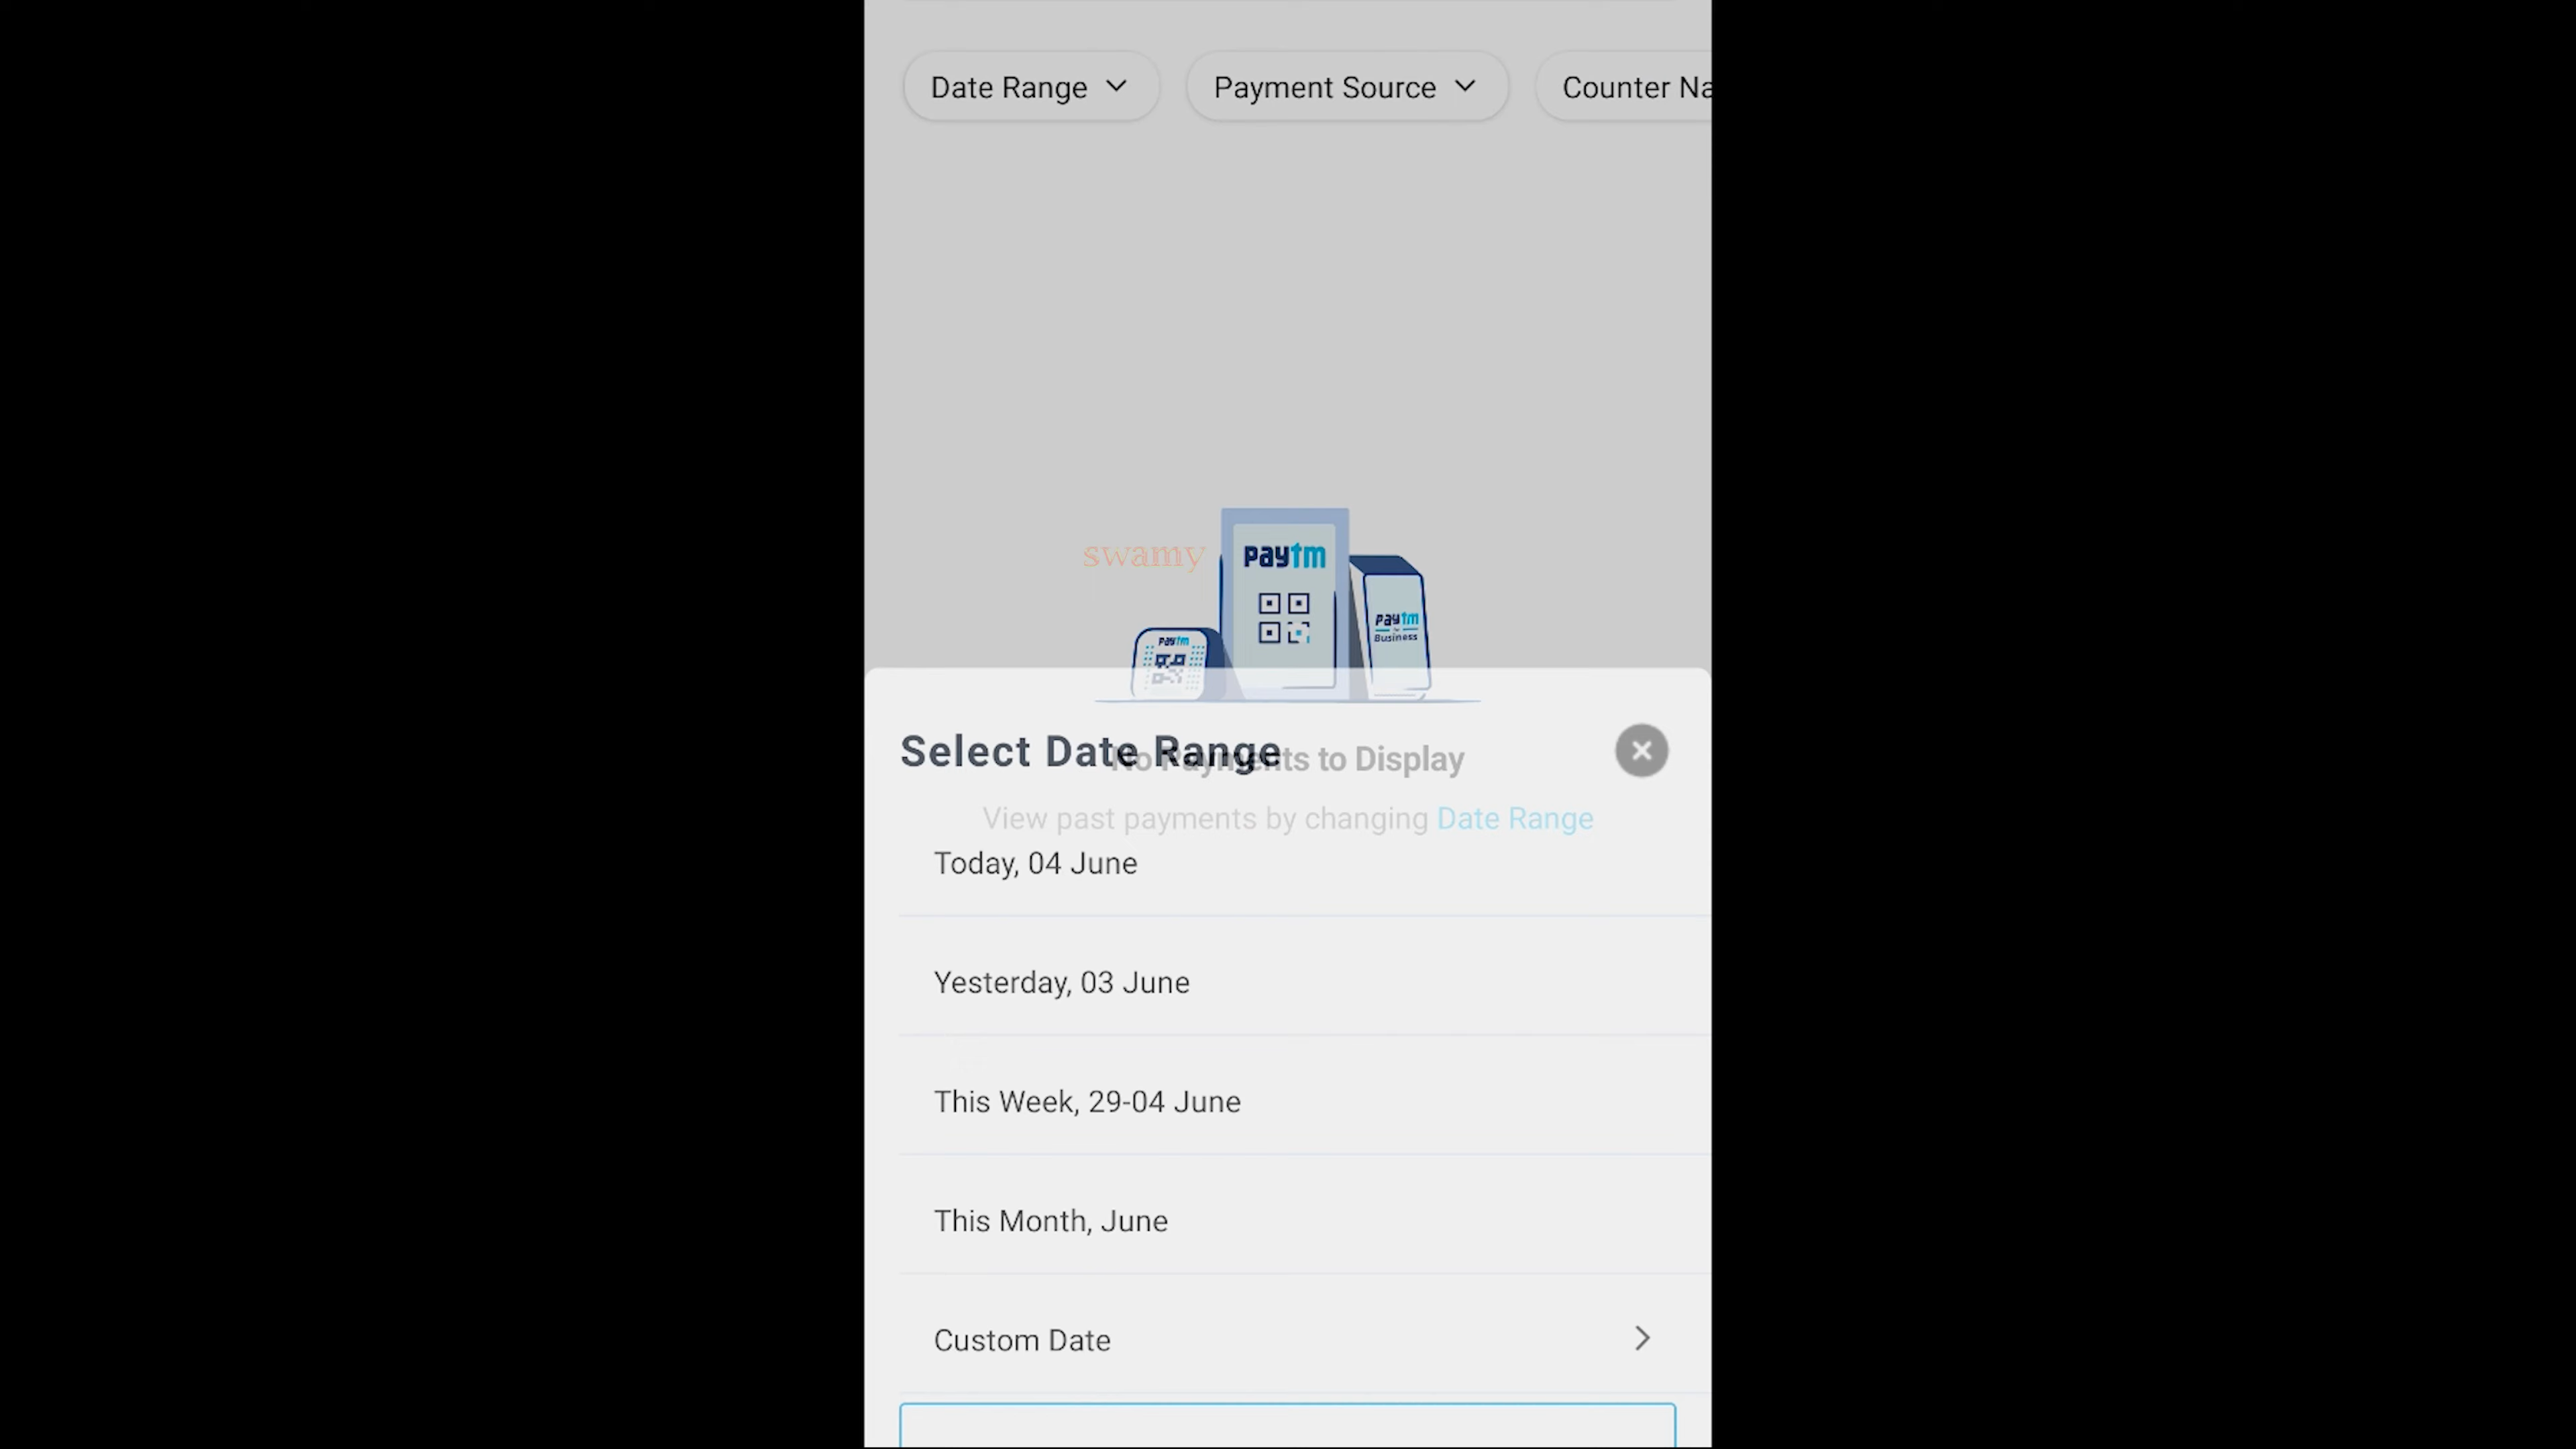 Date Range
Payment Source
Counter Na
swamy
paytm
paytm
Business
paytm
Select Date Range
No Payments to Display
View past payments by changing Date Range
Today, 04 June
Yesterday, 03 June
This Week, 29-04 June
This Month, June
Custom Date